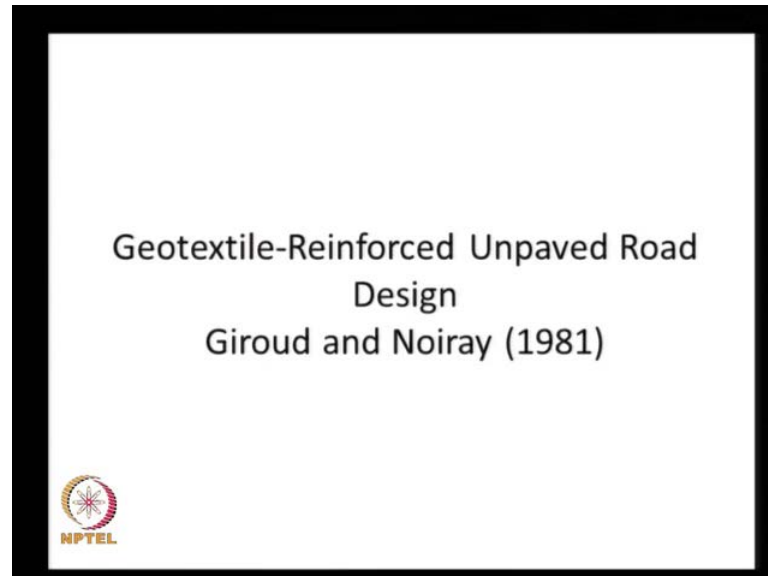 Geotextile-Reinforced Unpaved Road
Design
Giroud and Noiray (1981)
NPTEL